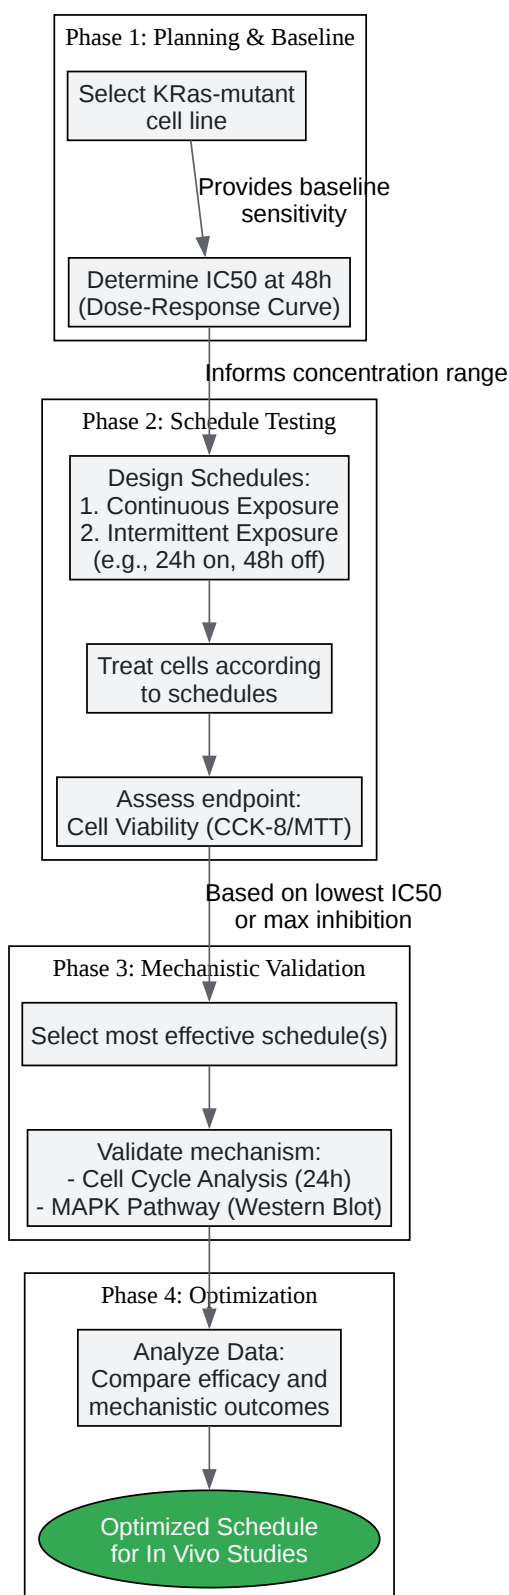 Phase 1: Planning & Baseline
Select KRas-mutant
cell line
Provides baseline
sensitivity
Determine IC50 at 48h
(Dose-Response Curve)
Informs concentration range
Phase 2: Schedule Testing
Design Schedules:
1. Continuous Exposure
2. Intermittent Exposure
(e.g., 24h on, 48h off)
Treat cells according
to schedules
Assess endpoint:
Cell Viability (CCK-8/MTT)
Based on lowest IC50
or max inhibition
Phase 3: Mechanistic Validation
Select most effective schedule(s)
Validate mechanism:
- Cell Cycle Analysis (24h)
- MAPK Pathway (Western Blot)
Phase 4: Optimization
Analyze Data:
Compare efficacy and
mechanistic outcomes
Optimized Schedule
for In Vivo Studies